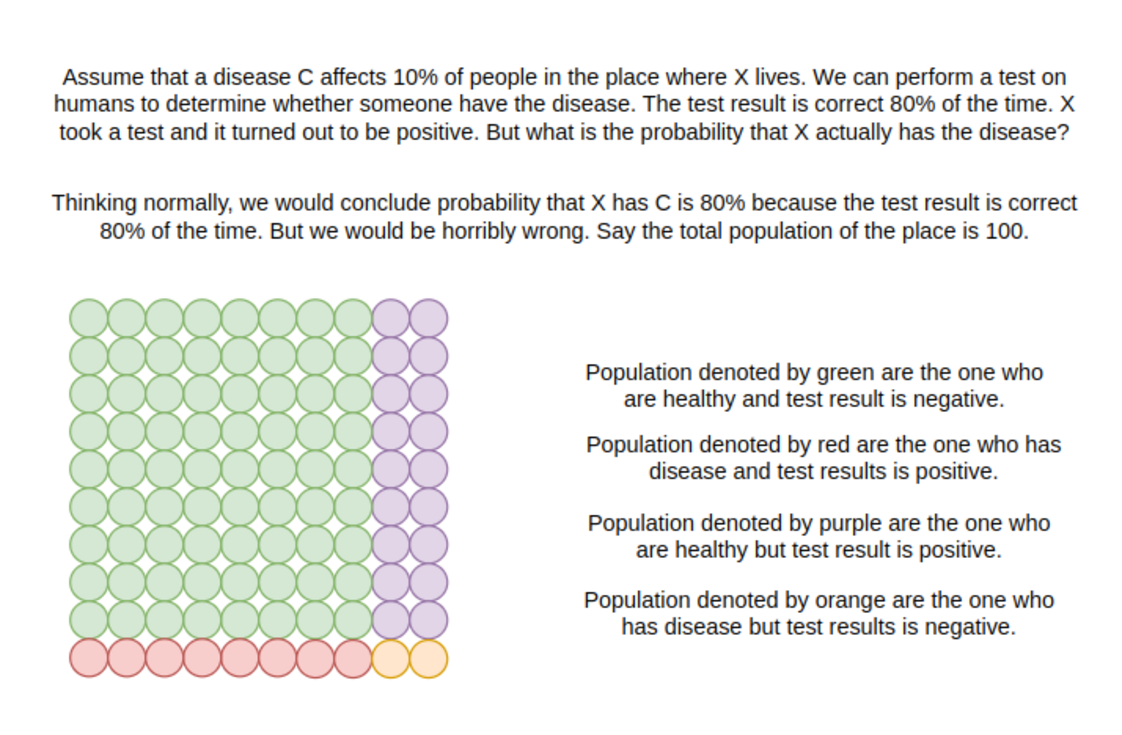 Assume that a disease C affects 10% of people in the place where X lives. We can perform a test on
humans to determine whether someone have the disease. The test result is correct 80% of the time. X
took a test and it turned out to be positive. But what is the probability that X actually has the disease?
Thinking normally, we would conclude probability that X has C is 80% because the test result is correct
80% of the time. But we would be horribly wrong. Say the total population of the place is 100.
Population denoted by green are the one who
are healthy and test result is negative.
Population denoted by red are the one who has
disease and test results is positive.
Population denoted by purple are the one who
are healthy but test result is positive.
Population denoted by orange are the one who
has disease but test results is negative.